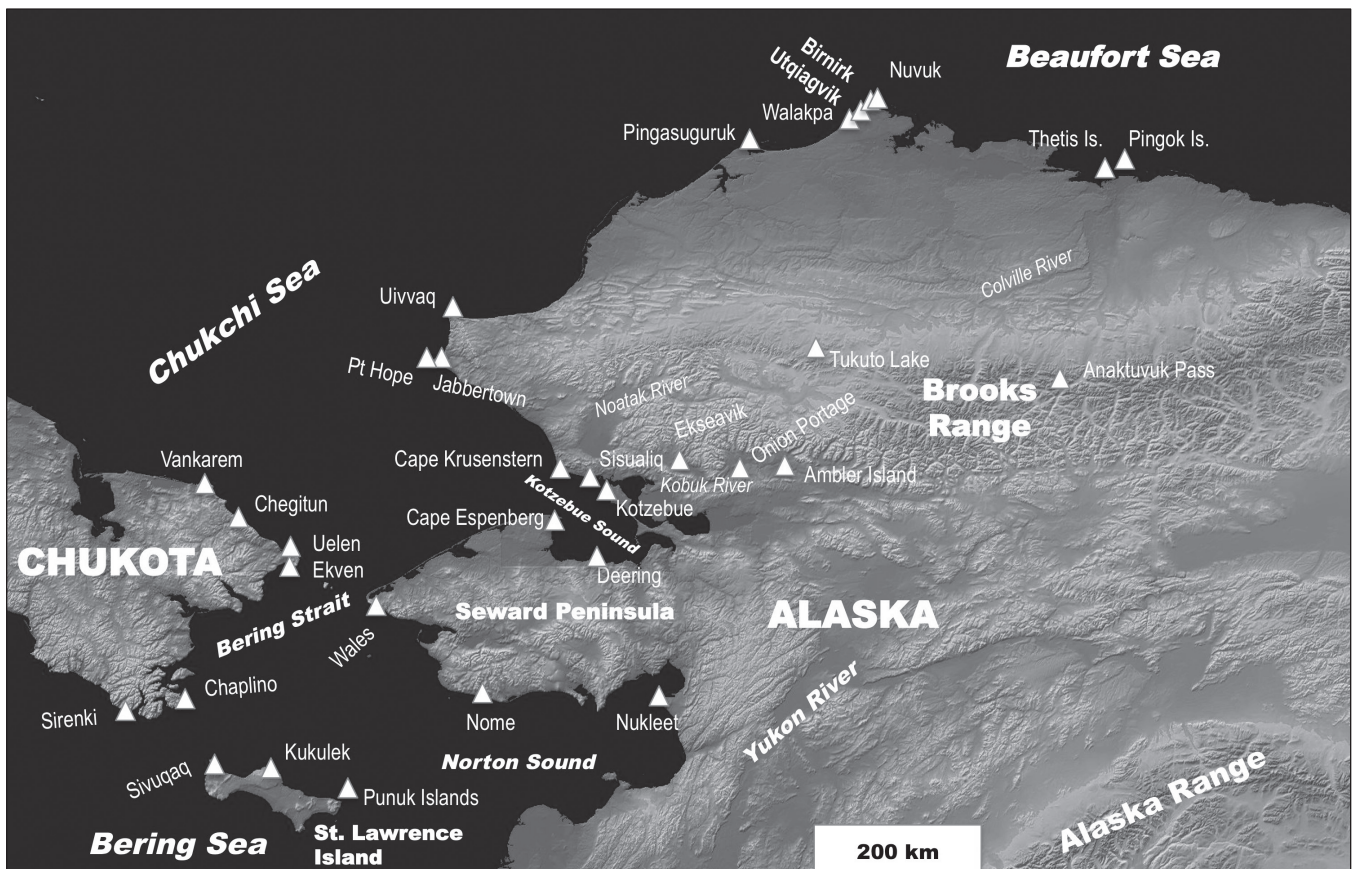 Beaufort Sea
Birnirk
Utqiagvik
Nuvuk
Walakpa
Pingasuguruk
Thetis Is.
Pingok Is.
Colville River
Chukchi Sea
Uivvaq
Pt Hope
Jabbertown
Tukuto Lake
Anaktuvuk Pass
Brooks
Range
Noatak River
Ekseavik
Onion Portage
Vankarem
Cape Krusenstern
Sisualiq
Kobuk River
Ambler Island
Chegitun
Kotzebue Sound
Kotzebue
Cape Espenberg
Uelen
CHUKOTA
Ekven
Deering
Bering Strait
Wales
Seward Peninsula
ALASKA
Chaplino
Sirenki
Nome
Nukleet
Yukon River
Kukulek
Sivuqaq
Norton Sound
Punuk Islands
Alaska Range
Bering Sea
St. Lawrence
Island
200 km